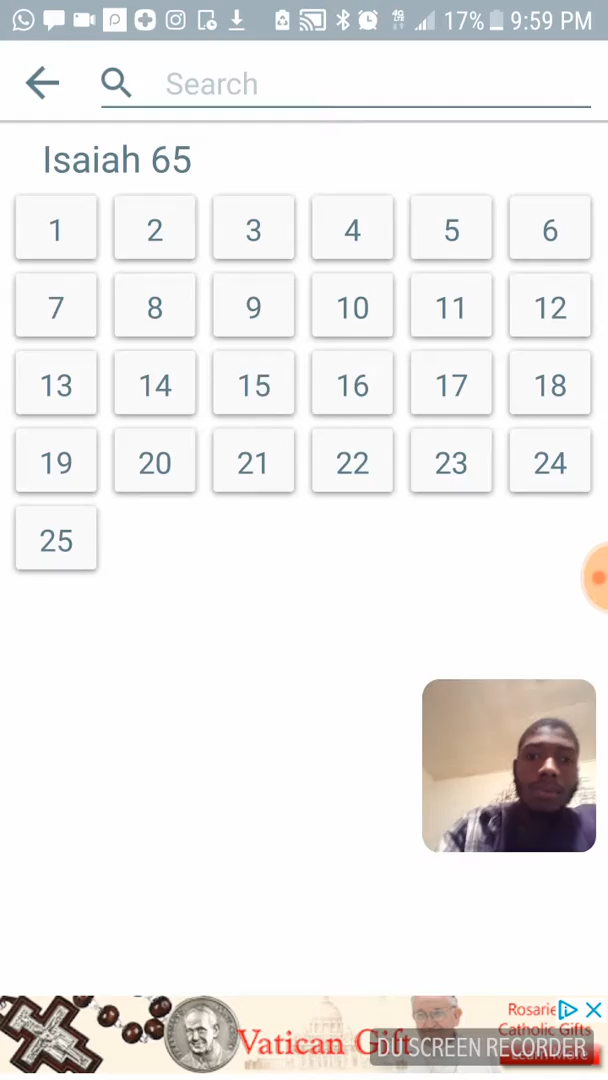 17% 9:59 PM
Search
Isaiah 65
1 2 3 4 5 6
7 8 9 10 11 12
13 14 15 16 17 18
19 20 21 22 23 24
25
Rosarie
Catholic Gifts
Vatican Gift
DU SCREEN RECORDER